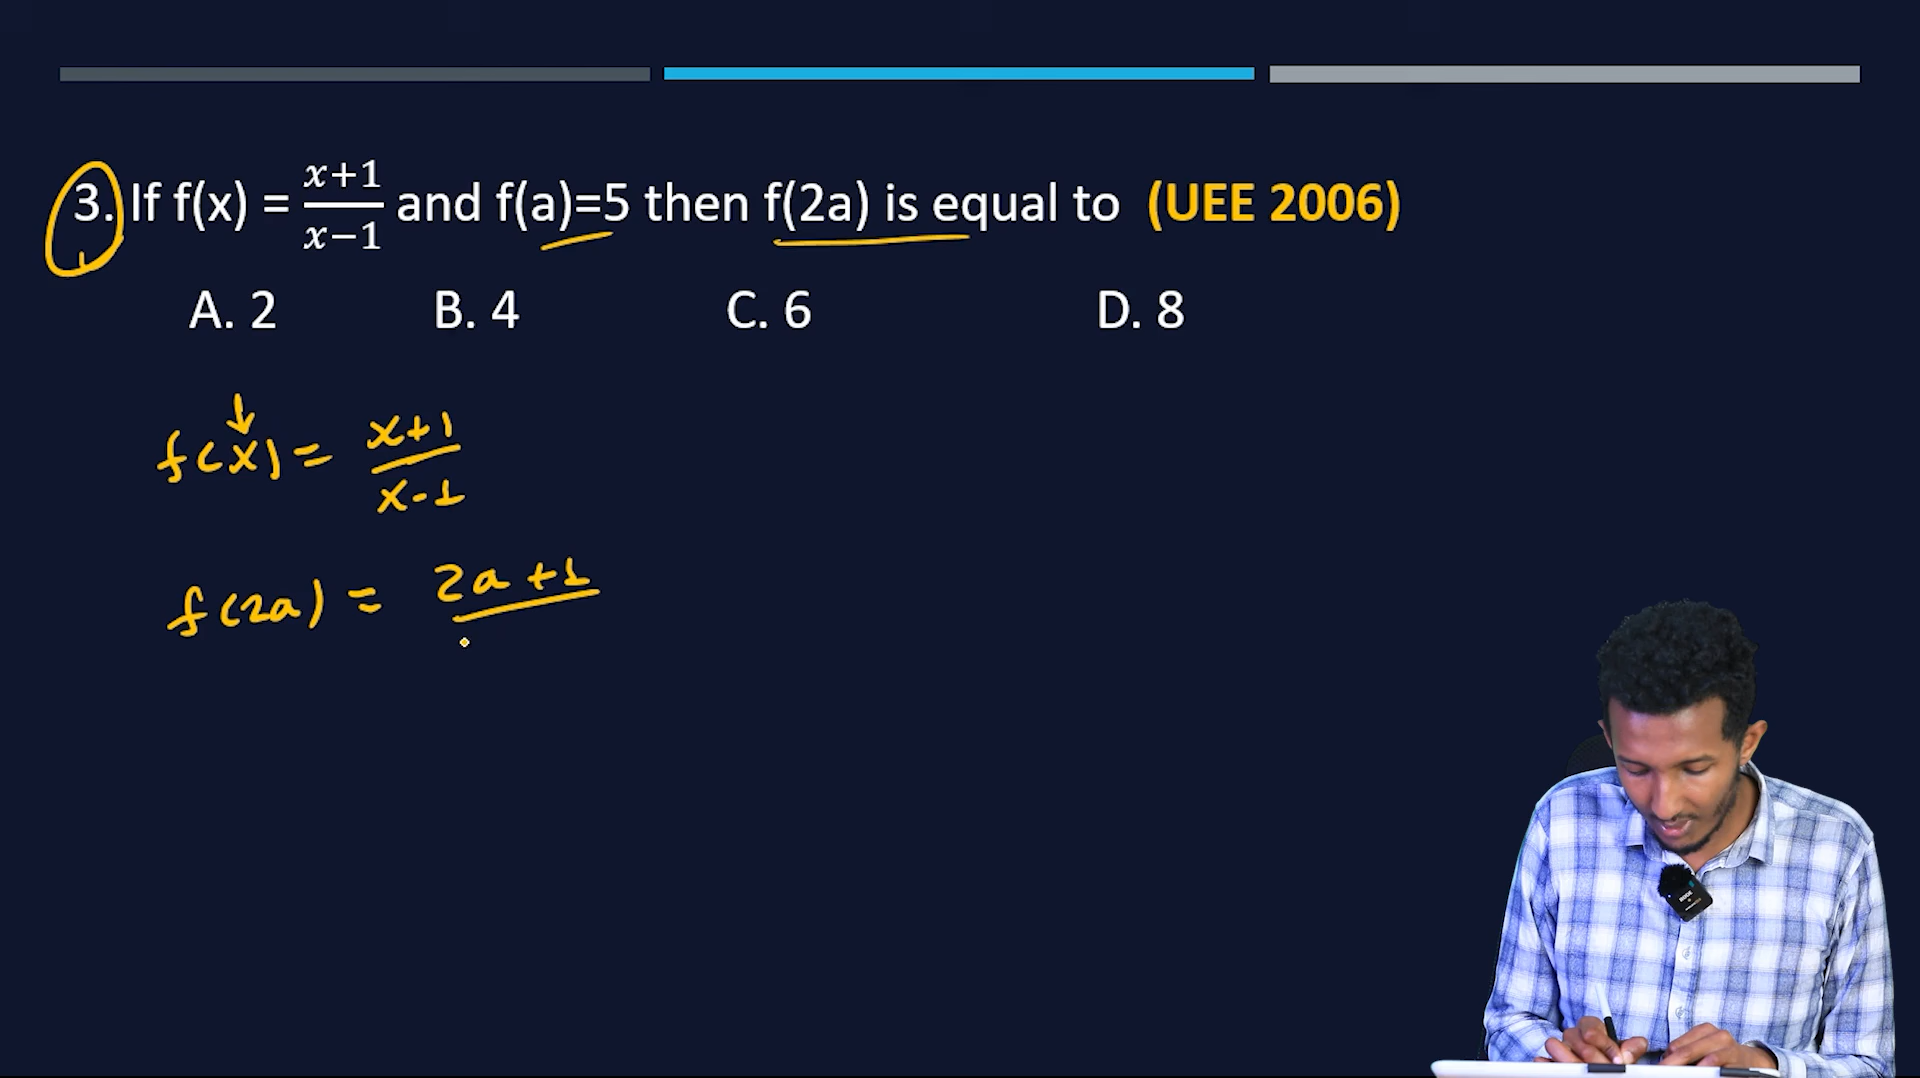 3. If f(x) = x+1/x−1 and f(a)=5 then f(2a) is equal to (UEE 2006)
A. 2 B. 4 C. 6 D. 8
f(x) = x+1/x-1
f(2a) = 2a+1
RODE